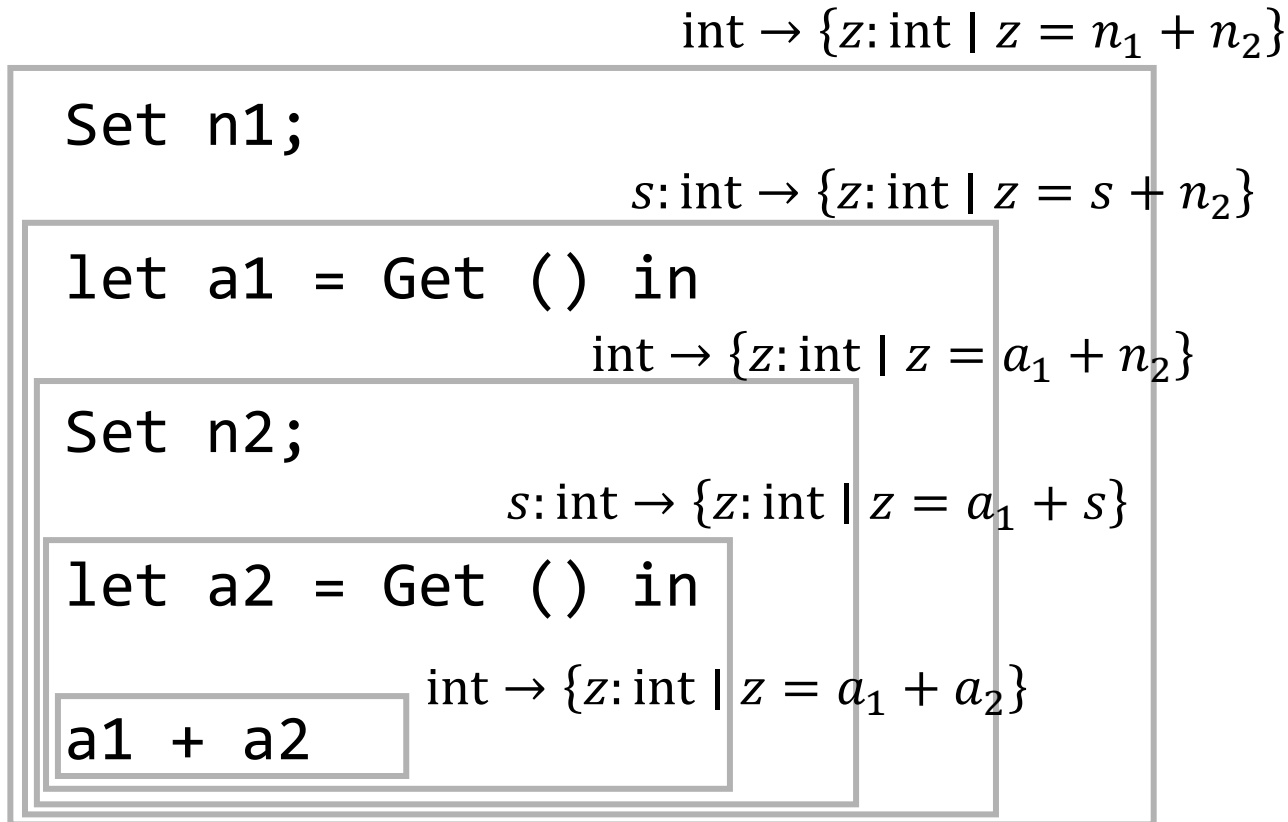 int → {z: int | z = n₁ + n₂}
Set n1;
s: int → {z: int | z = s + n₂}
let a1 = Get () in
int → {z: int | z = a₁ + n₂}
Set n2;
s: int → {z: int | z = a₁ + s}
let a2 = Get () in
int → {z: int | z = a₁ + a₂}
a1 + a2